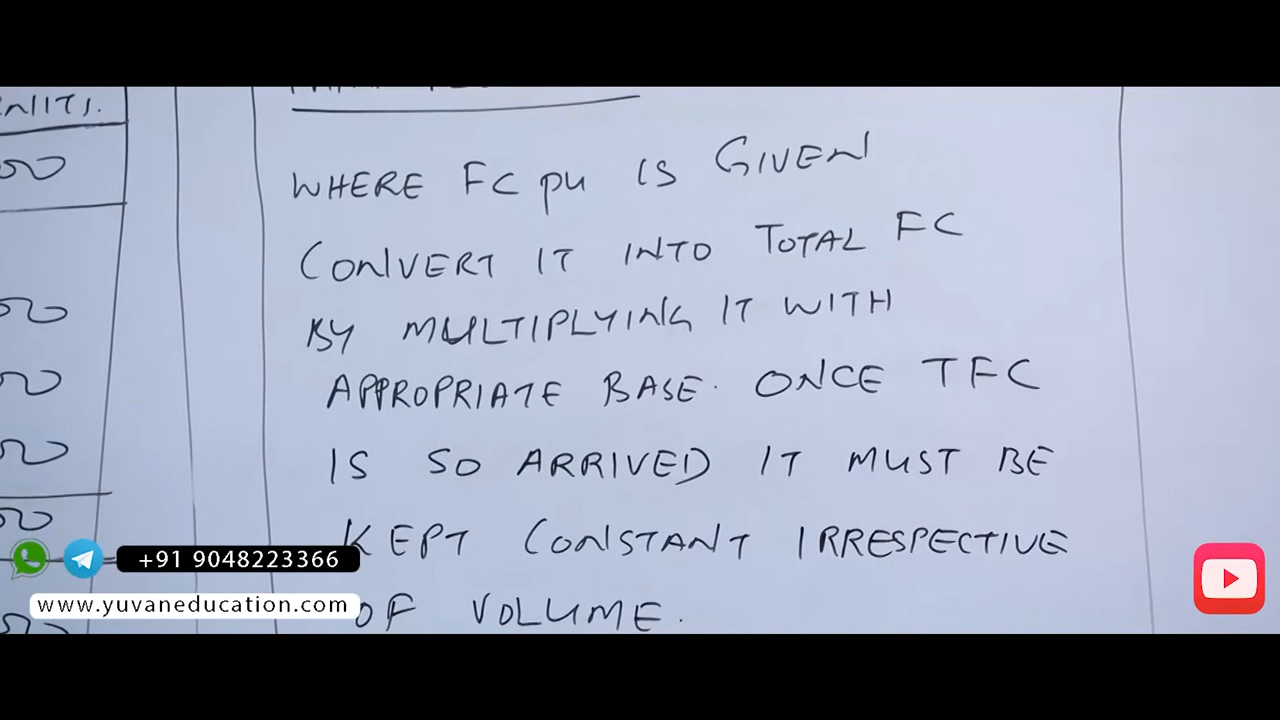 WHERE FC pu IS GIVEN
CONVERT IT INTO TOTAL FC
BY MULTIPLYING IT WITH
APPROPRIATE BASE. ONCE TFC
IS SO ARRIVED IT MUST BE
KEPT CONSTANT IRRESPECTIVE
OF VOLUME.
+91 9048223366
www.yuvaneducation.com